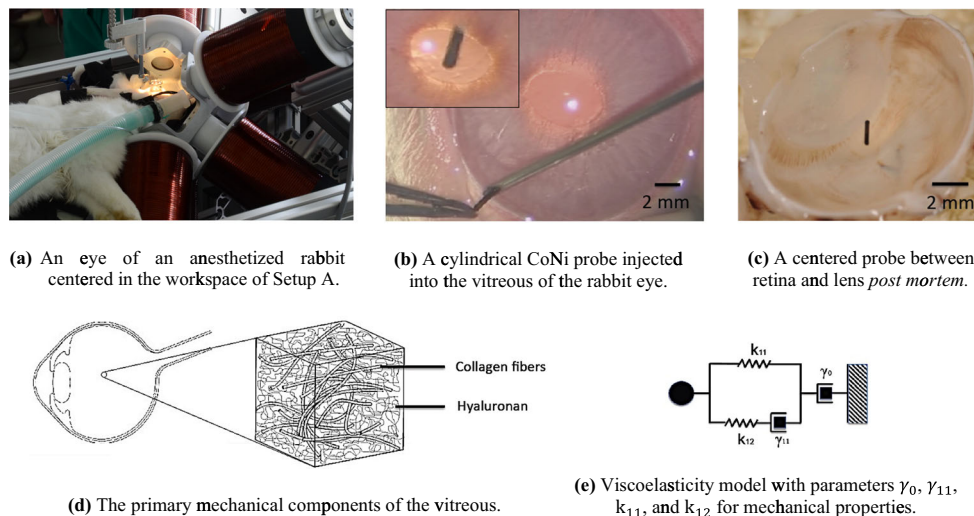 2 mm
2 mm
(a) An eye of an anesthetized rabbit
centered in the workspace of Setup A.
(b) A cylindrical CoNi probe injected
into the vitreous of the rabbit eye.
(c) A centered probe between
retina and lens post mortem.
Collagen fibers
Hyaluronan
k₁₁
γ₀
k₁₂
γ₁₁
(d) The primary mechanical components of the vitreous.
(e) Viscoelasticity model with parameters γ₀, γ₁₁,
k₁₁, and k₁₂ for mechanical properties.